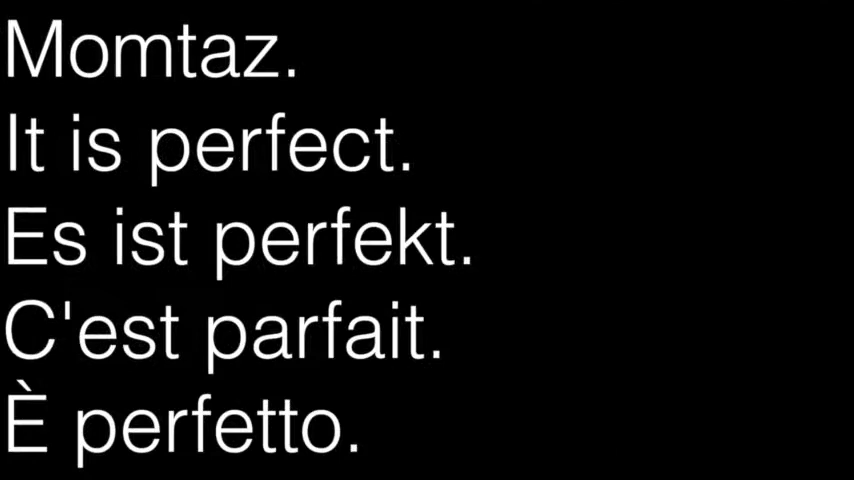 Momtaz.
It is perfect.
Es ist perfekt.
C'est parfait.
È perfetto.